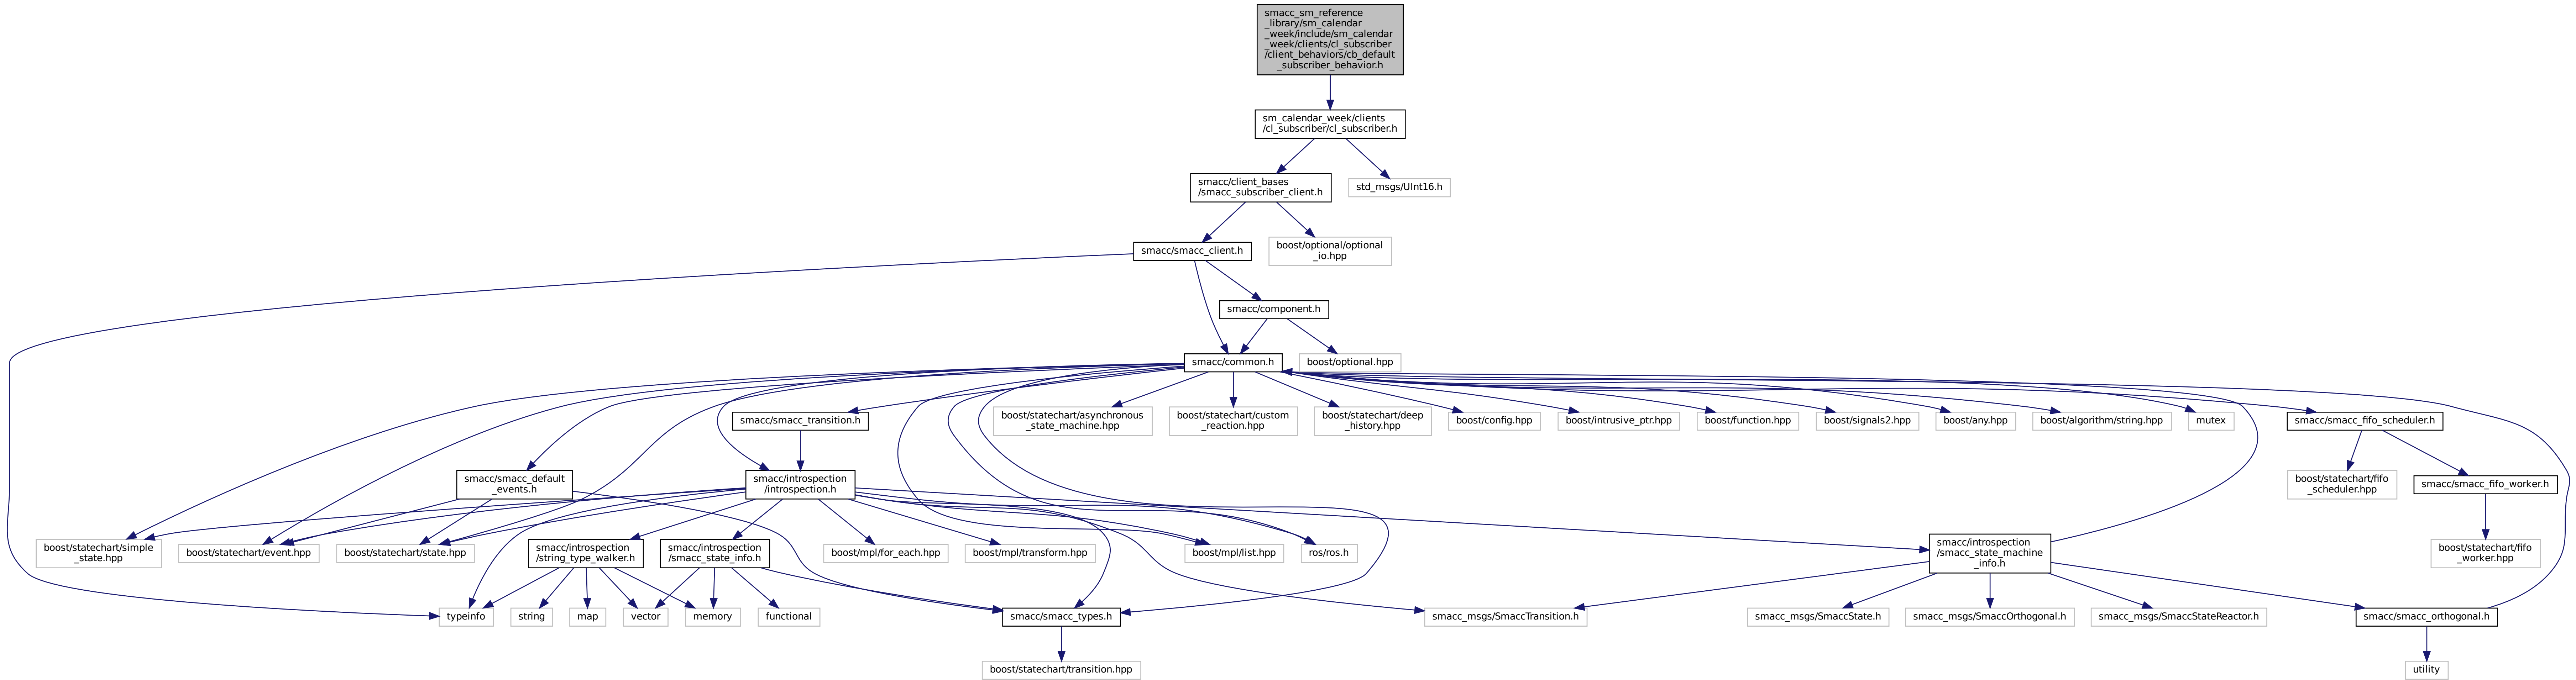 smacc_sm_reference
_library/sm_calendar
_week/include/sm_calendar
_week/clients/cl_subscriber
/client_behaviors/cb_default
_subscriber_behavior.h
sm_calendar_week/clients
/cl_subscriber/cl_subscriber.h
smacc/client_bases
/smacc_subscriber_client.h
std_msgs/UInt16.h
smacc/smacc_client.h
boost/optional/optional
_io.hpp
smacc/component.h
smacc/common.h
boost/optional.hpp
smacc/smacc_transition.h
boost/statechart/asynchronous
_state_machine.hpp
boost/statechart/custom
_reaction.hpp
boost/statechart/deep
_history.hpp
boost/config.hpp
boost/intrusive_ptr.hpp
boost/function.hpp
boost/signals2.hpp
boost/any.hpp
boost/algorithm/string.hpp
mutex
smacc/smacc_fifo_scheduler.h
smacc/smacc_default
_events.h
smacc/introspection
/introspection.h
boost/statechart/fifo
_scheduler.hpp
smacc/smacc_fifo_worker.h
boost/statechart/simple
_state.hpp
boost/statechart/event.hpp
boost/statechart/state.hpp
smacc/introspection
/string_type_walker.h
smacc/introspection
/smacc_state_info.h
boost/mpl/for_each.hpp
boost/mpl/transform.hpp
boost/mpl/list.hpp
ros/ros.h
smacc/introspection
/smacc_state_machine
_info.h
boost/statechart/fifo
_worker.hpp
typeinfo
string
map
vector
memory
functional
smacc/smacc_types.h
smacc_msgs/SmaccTransition.h
smacc_msgs/SmaccState.h
smacc_msgs/SmaccOrthogonal.h
smacc_msgs/SmaccStateReactor.h
smacc/smacc_orthogonal.h
boost/statechart/transition.hpp
utility